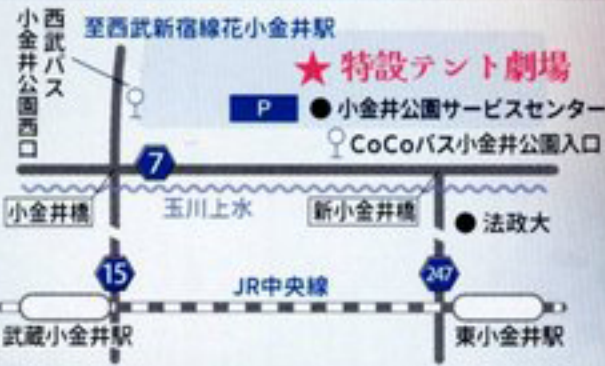 西武バス
小金井公園西口
至西武新宿線花小金井駅
★特設テント劇場
P
●小金井公園サービスセンター
CoCoバス小金井公園入口
7
小金井橋
玉川上水
新小金井橋
●法政大
15
JR中央線
247
武蔵小金井駅
東小金井駅